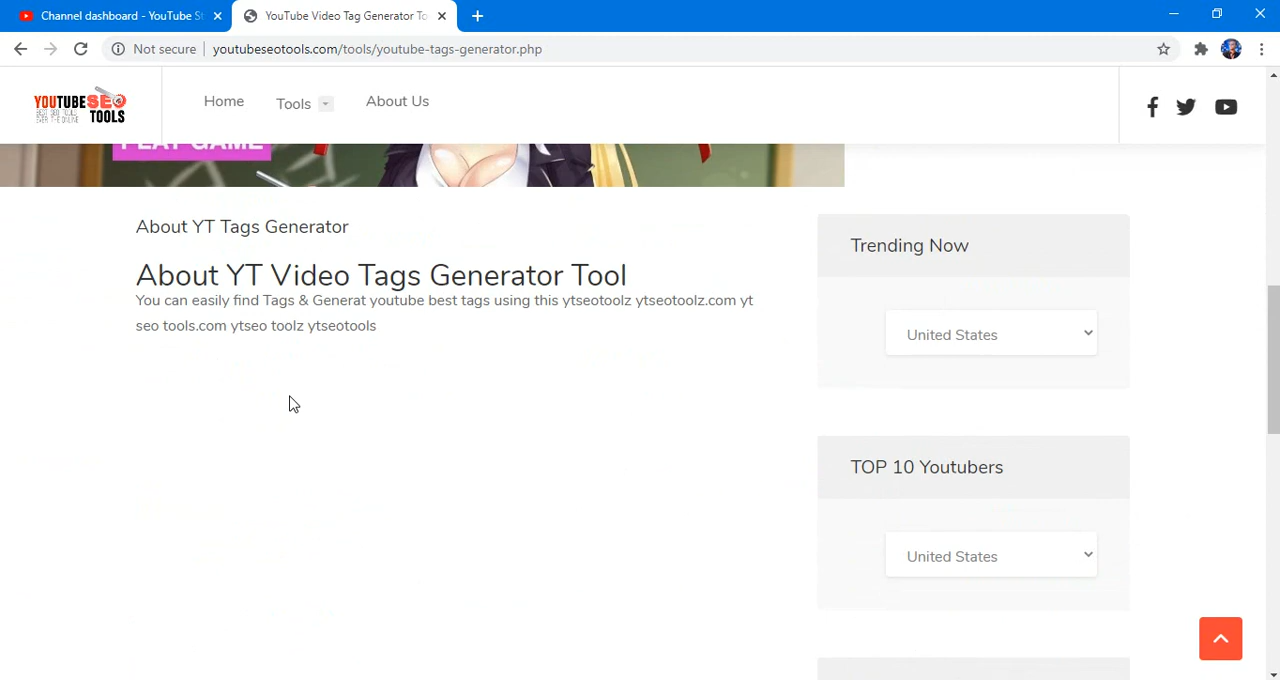 Channel dashboard - YouTube St
YouTube Video Tag Generator To
Not secure
youtubeseotools.com/tools/youtube-tags-generator.php
YOUTUBE SEO
TOOLS
Home
Tools
About Us
PLAY GAME
About YT Tags Generator
About YT Video Tags Generator Tool
You can easily find Tags & Generat youtube best tags using this ytseotoolz ytseotoolz.com yt
seo tools.com ytseo toolz ytseotools
Trending Now
United States
TOP 10 Youtubers
United States